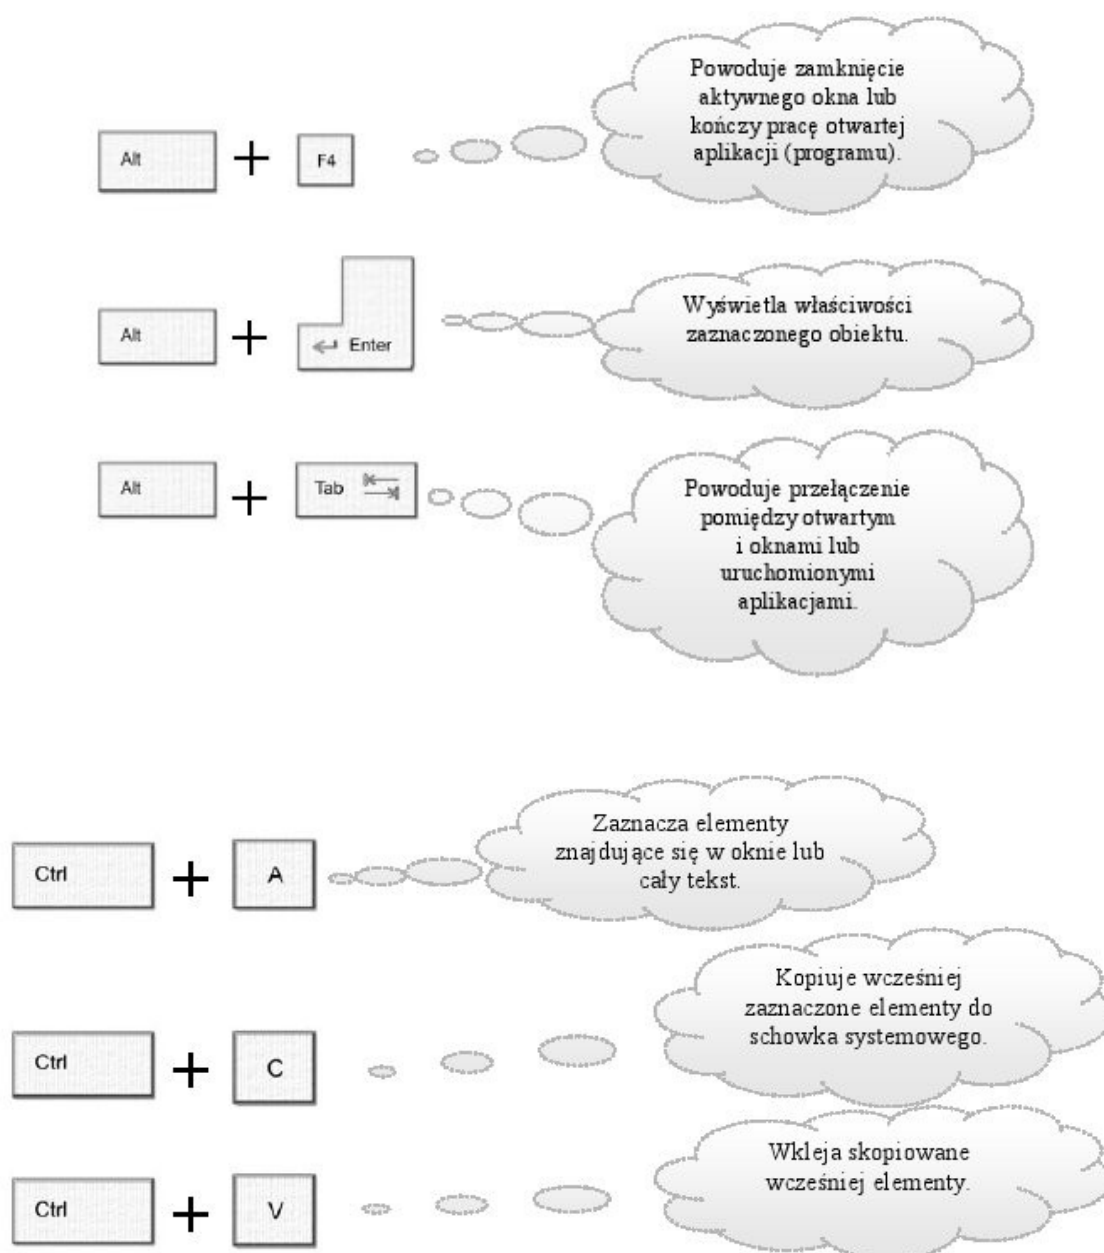 Powoduje zamknięcie
aktywnego okna lub
kończy pracę otwartej
aplikacji (programu).
Alt + F4
Wyświetla właściwości
zaznaczonego obiektu.
Alt + Enter
Powoduje przełączenie
pomiędzy otwartym
i oknami lub
uruchomionymi
aplikacjami.
Alt + Tab
Zaznacza elementy
znajdujące się w oknie lub
cały tekst.
Ctrl + A
Kopiuje wcześniej
zaznaczone elementy do
schowka systemowego.
Ctrl + C
Wkleja skopiowane
wcześniej elementy.
Ctrl + V